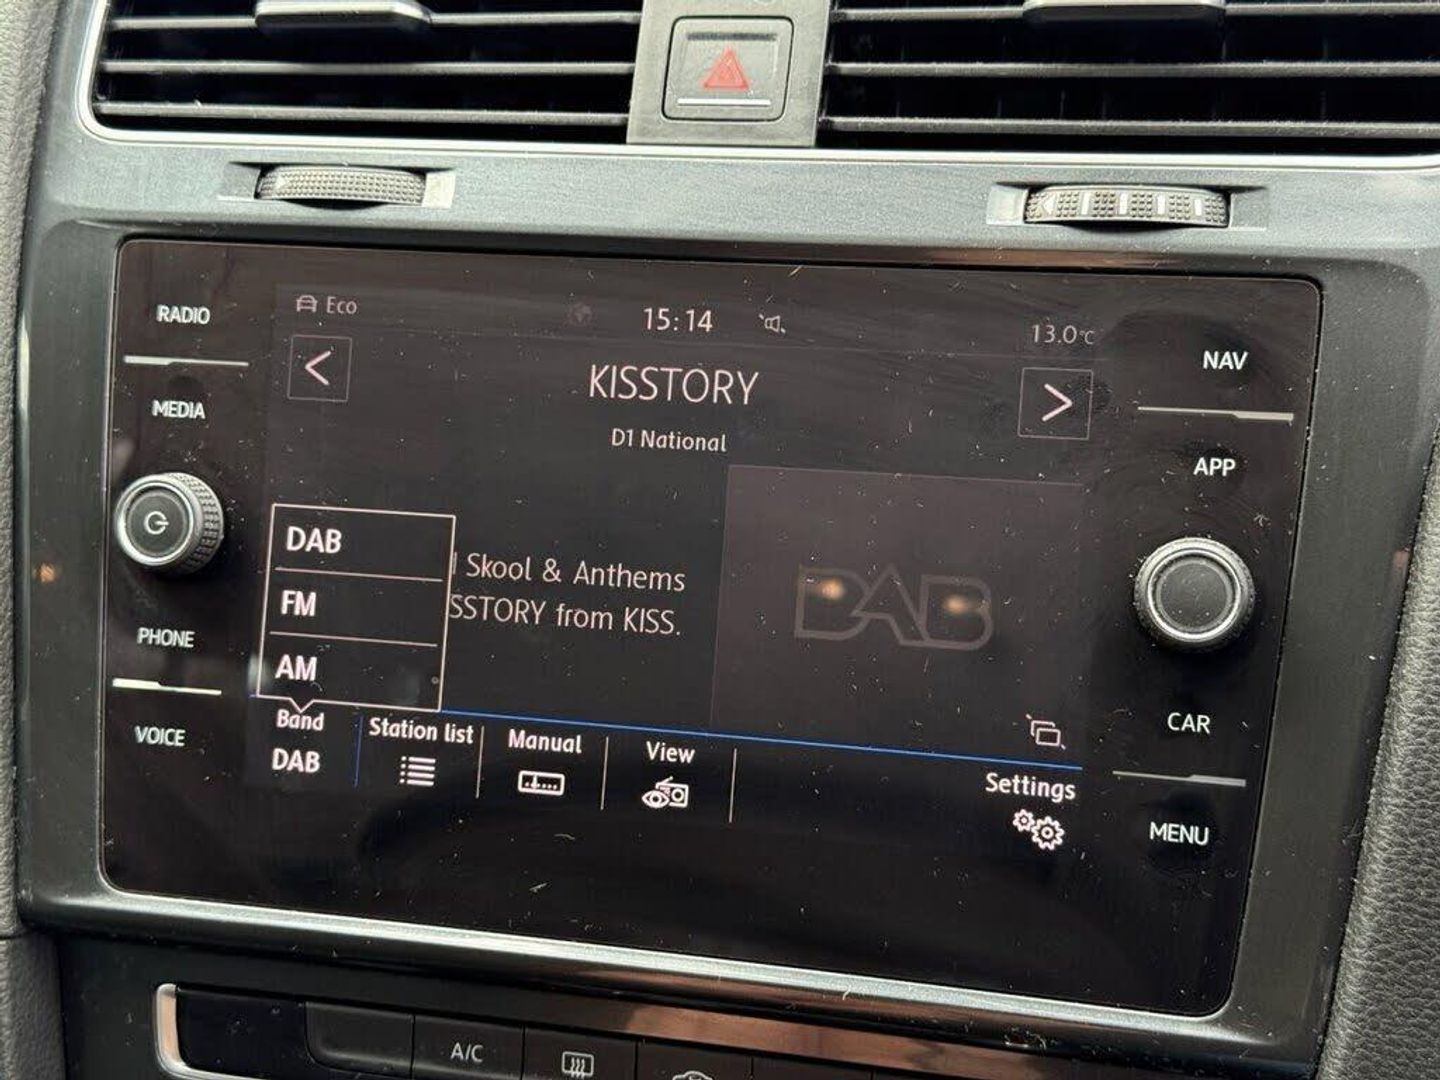 RADIO
MEDIA
PHONE
VOICE
Eco
15:14
13.0°C
<
KISSTORY
>
D1 National
DAB
FM
AM
Skool & Anthems
SSTORY from KISS.
DAB
Band
DAB
Station list
Manual
View
Settings
NAV
APP
CAR
MENU
A/C